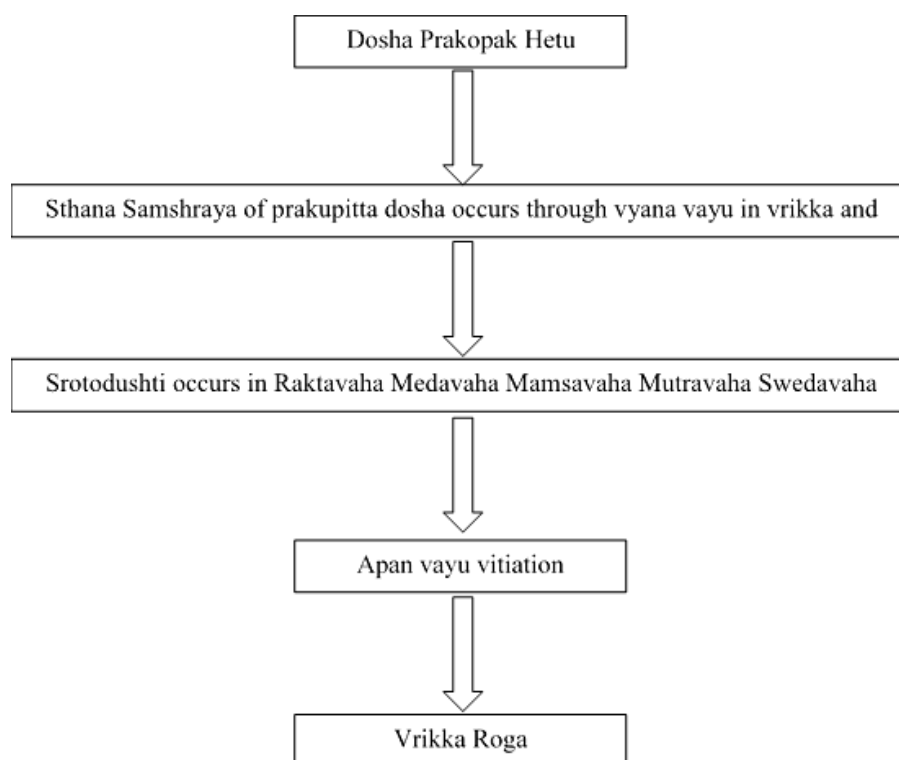 Dosha Prakopak Hetu
Sthana Samshraya of prakupitta dosha occurs through vyana vayu in vrikka and
Srotodushti occurs in Raktavaha Medavaha Mamsavaha Mutravaha Swedavaha
Apan vayu vitiation
Vrikka Roga